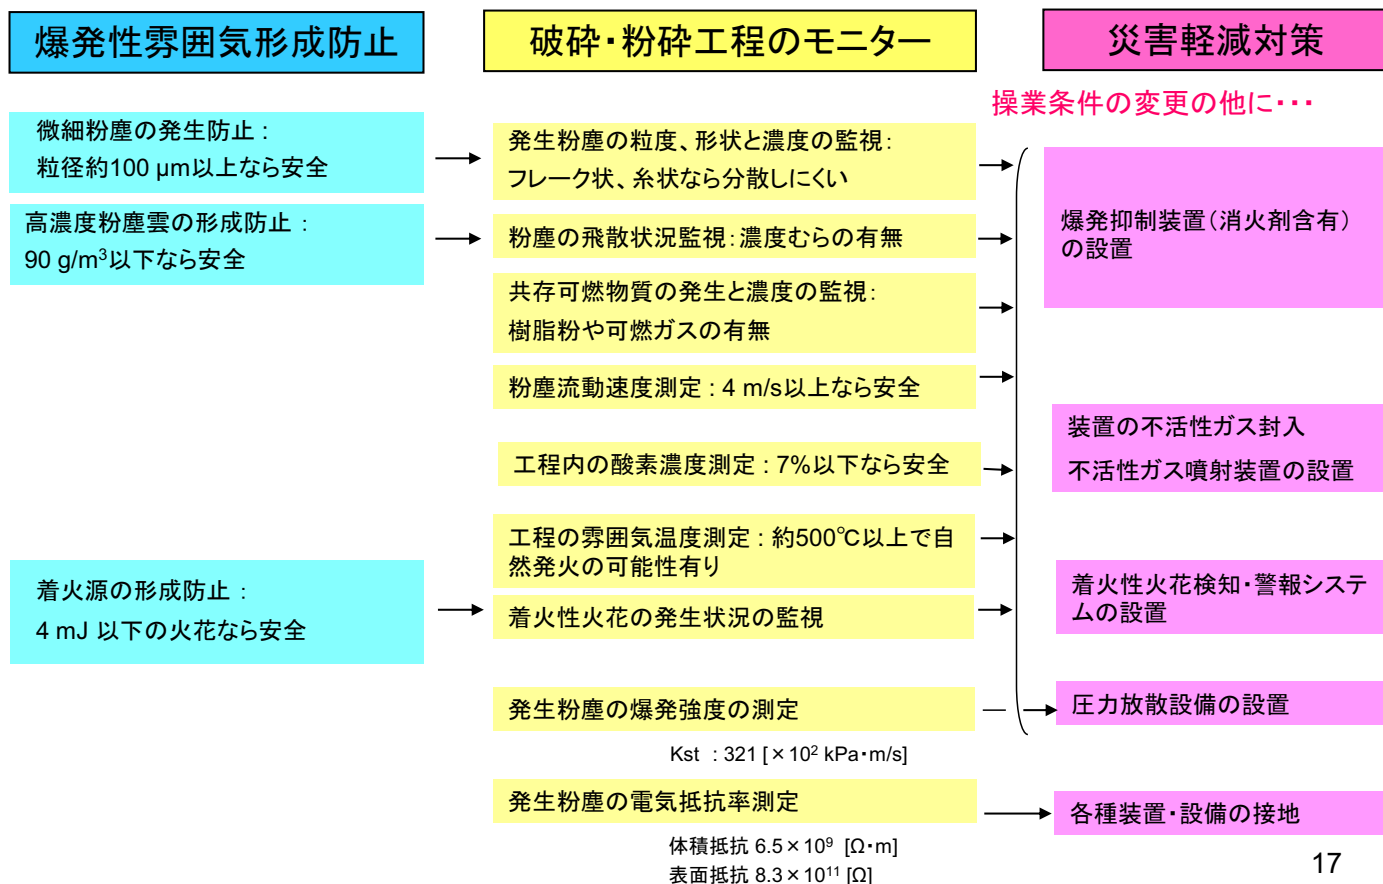 爆発性雰囲気形成防止
微細粉塵の発生防止：
粒径約100 μm以上なら安全
高濃度粉塵雲の形成防止：
90 g/m³以下なら安全
着火源の形成防止：
4 mJ 以下の火花なら安全
破砕・粉砕工程のモニター
発生粉塵の粒度、形状と濃度の監視：
フレーク状、糸状なら分散しにくい
粉塵の飛散状況監視：濃度むらの有無
共存可燃物質の発生と濃度の監視：
樹脂粉や可燃ガスの有無
粉塵流動速度測定：4 m/s以上なら安全
工程内の酸素濃度測定：7%以下なら安全
工程の雰囲気温度測定：約500℃以上で自
然発火の可能性有り
着火性火花の発生状況の監視
発生粉塵の爆発強度の測定
Kst ：321 [×10² kPa・m/s]
発生粉塵の電気抵抗率測定
体積抵抗 6.5×10⁹ [Ω・m]
表面抵抗 8.3×10¹¹ [Ω]
災害軽減対策
操業条件の変更の他に・・・
爆発抑制装置（消火剤含有）
の設置
装置の不活性ガス封入
不活性ガス噴射装置の設置
着火性火花検知・警報システ
ムの設置
圧力放散設備の設置
各種装置・設備の接地
17